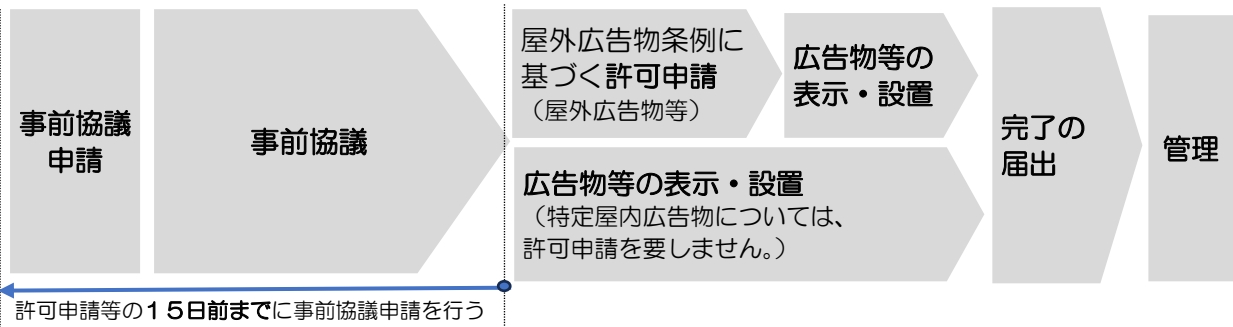 事前協議
申請
事前協議
屋外広告物条例に
基づく許可申請
（屋外広告物等）
広告物等の
表示・設置
広告物等の表示・設置
（特定屋内広告物については、
許可申請を要しません。）
完了の
届出
管理
許可申請等の１５日前までに事前協議申請を行う